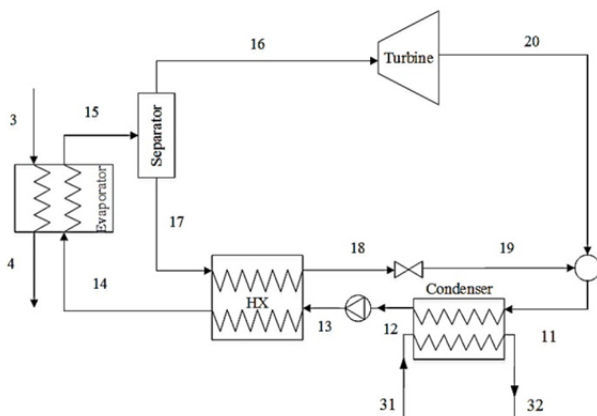 16
20
Turbine
3
15
Separator
Evaporator
17
4
14
18
19
HX
Condenser
13
12
11
31
32